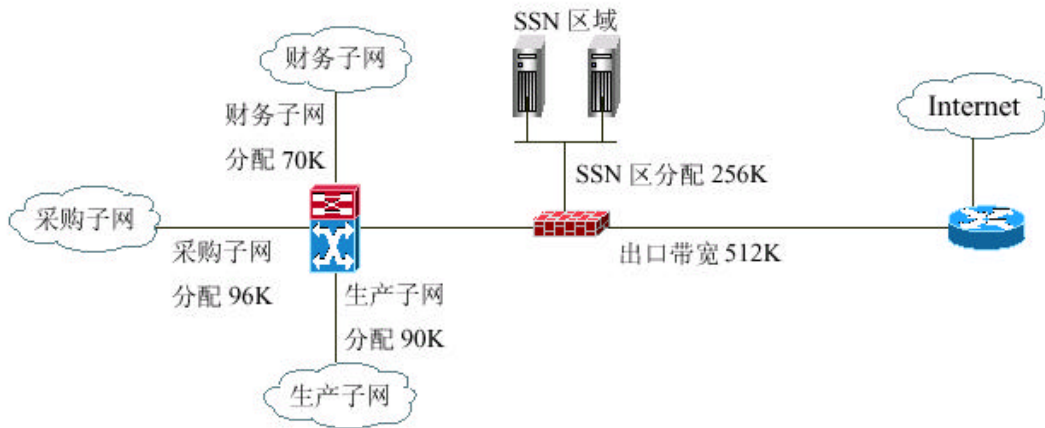 SSN 区域
财务子网
财务子网
分配 70K
Internet
SSN 区分配 256K
采购子网
采购子网
分配 96K
出口带宽 512K
生产子网
分配 90K
生产子网